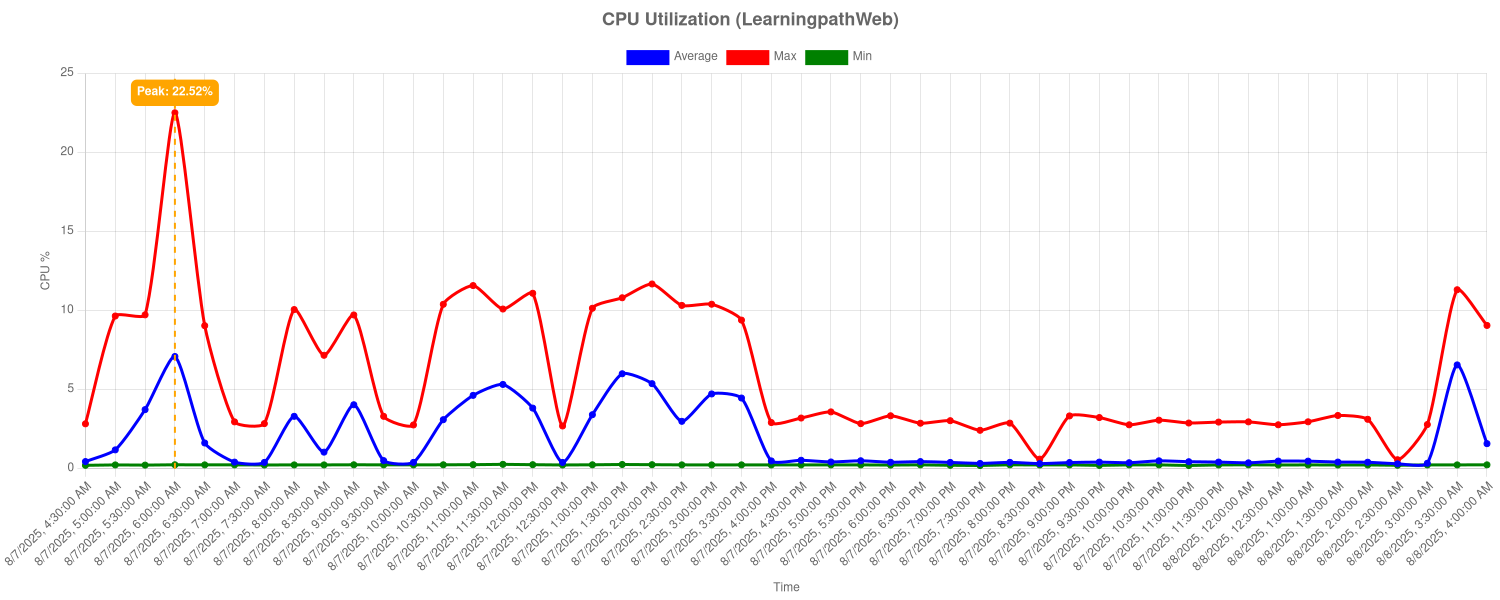 CPU Utilization (LearningpathWeb)
Average Max Min
Peak: 22.52%
25
20
15
10
5
0
CPU %
8/7/2025, 4:30:00 AM
8/7/2025, 5:00:00 AM
8/7/2025, 5:30:00 AM
8/7/2025, 6:00:00 AM
8/7/2025, 6:30:00 AM
8/7/2025, 7:00:00 AM
8/7/2025, 7:30:00 AM
8/7/2025, 8:00:00 AM
8/7/2025, 8:30:00 AM
8/7/2025, 9:00:00 AM
8/7/2025, 9:30:00 AM
8/7/2025, 10:00:00 AM
8/7/2025, 10:30:00 AM
8/7/2025, 11:00:00 AM
8/7/2025, 11:30:00 AM
8/7/2025, 12:00:00 PM
8/7/2025, 12:30:00 PM
8/7/2025, 1:00:00 PM
8/7/2025, 1:30:00 PM
8/7/2025, 2:00:00 PM
8/7/2025, 2:30:00 PM
8/7/2025, 3:00:00 PM
8/7/2025, 3:30:00 PM
8/7/2025, 4:00:00 PM
8/7/2025, 4:30:00 PM
8/7/2025, 5:00:00 PM
8/7/2025, 5:30:00 PM
8/7/2025, 6:00:00 PM
8/7/2025, 6:30:00 PM
8/7/2025, 7:00:00 PM
8/7/2025, 7:30:00 PM
8/7/2025, 8:00:00 PM
8/7/2025, 8:30:00 PM
8/7/2025, 9:00:00 PM
8/7/2025, 9:30:00 PM
8/7/2025, 10:00:00 PM
8/7/2025, 10:30:00 PM
8/7/2025, 11:00:00 PM
8/7/2025, 11:30:00 PM
8/8/2025, 12:00:00 AM
8/8/2025, 12:30:00 AM
8/8/2025, 1:00:00 AM
8/8/2025, 1:30:00 AM
8/8/2025, 2:00:00 AM
8/8/2025, 2:30:00 AM
8/8/2025, 3:00:00 AM
8/8/2025, 3:30:00 AM
8/8/2025, 4:00:00 AM
Time